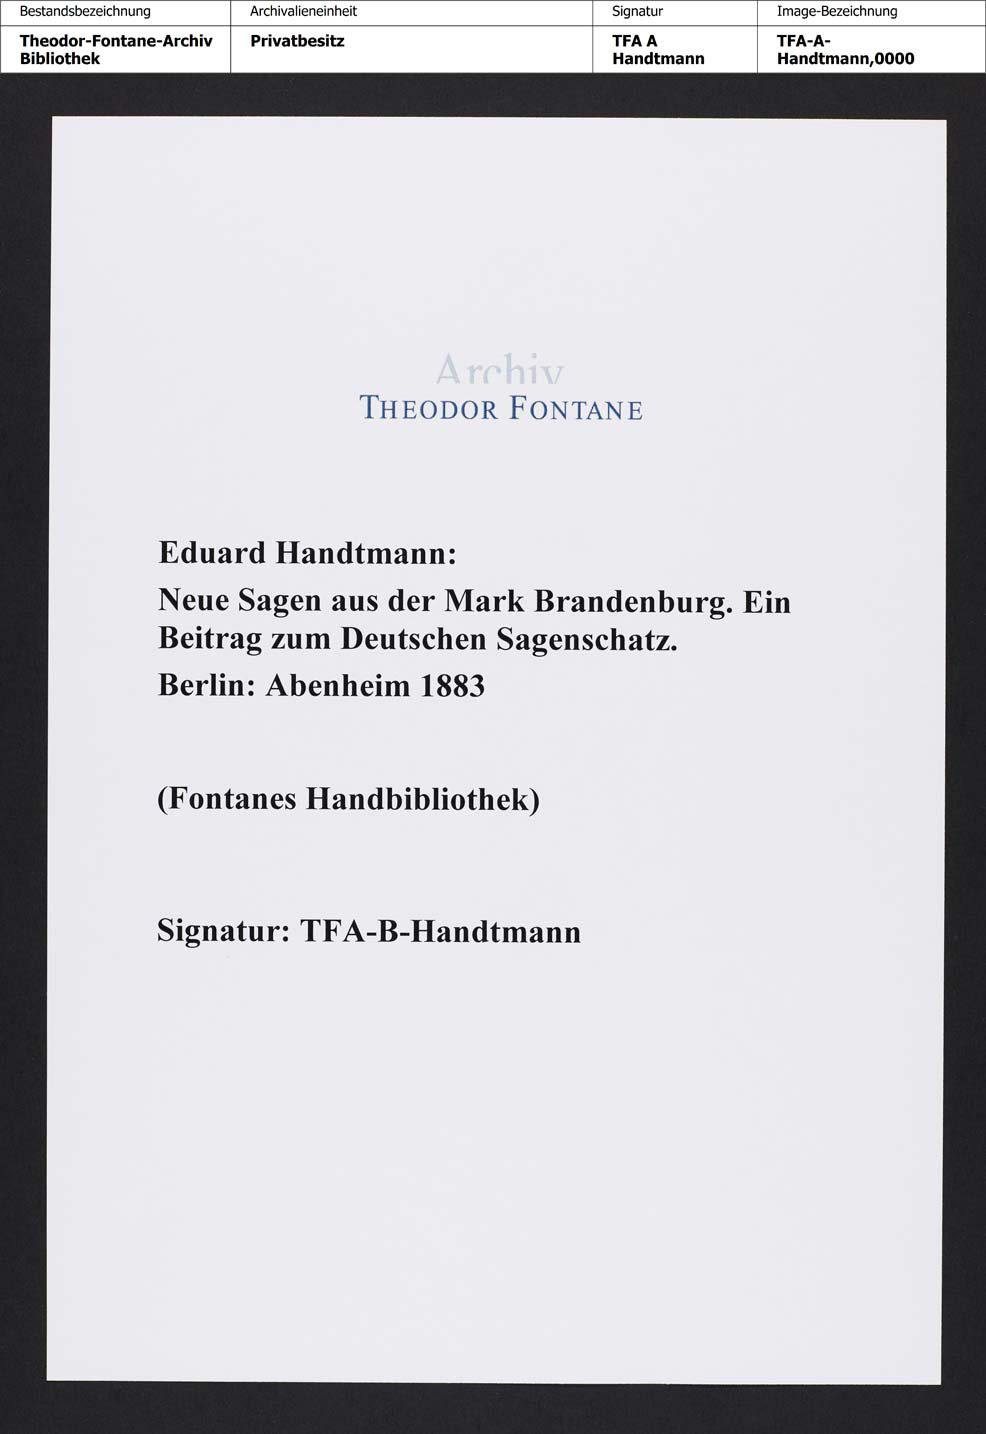 Bestandsbezeichnung Archivalieneinheit Signatur Image-Bezeichnung
Theodor-Fontane-Archiv Privatbesitz TFA A TFA-A-
Bibliothek Handtmann Handtmann,0000
Archiv
THEODOR FONTANE
Eduard Handtmann:
Neue Sagen aus der Mark Brandenburg. Ein
Beitrag zum Deutschen Sagenschatz.
Berlin: Abenheim 1883
(Fontanes Handbibliothek)
Signatur: TFA-B-Handtmann